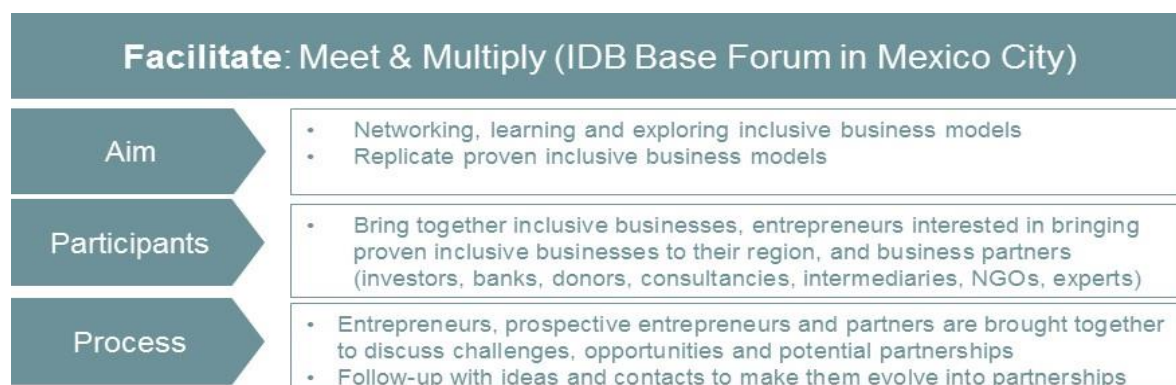 Facilitate: Meet & Multiply (IDB Base Forum in Mexico City)
Aim
• Networking, learning and exploring inclusive business models
• Replicate proven inclusive business models
Participants
• Bring together inclusive businesses, entrepreneurs interested in bringing
proven inclusive businesses to their region, and business partners
(investors, banks, donors, consultancies, intermediaries, NGOs, experts)
Process
• Entrepreneurs, prospective entrepreneurs and partners are brought together
to discuss challenges, opportunities and potential partnerships
• Follow-up with ideas and contacts to make them evolve into partnerships